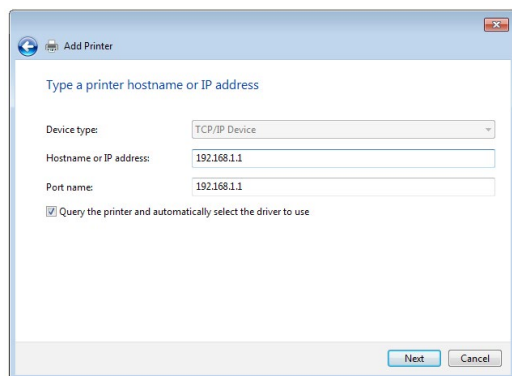 Add Printer
Type a printer hostname or IP address
Device type: TCP/IP Device
Hostname or IP address: 192.168.1.1
Port name: 192.168.1.1
Query the printer and automatically select the driver to use
Next Cancel